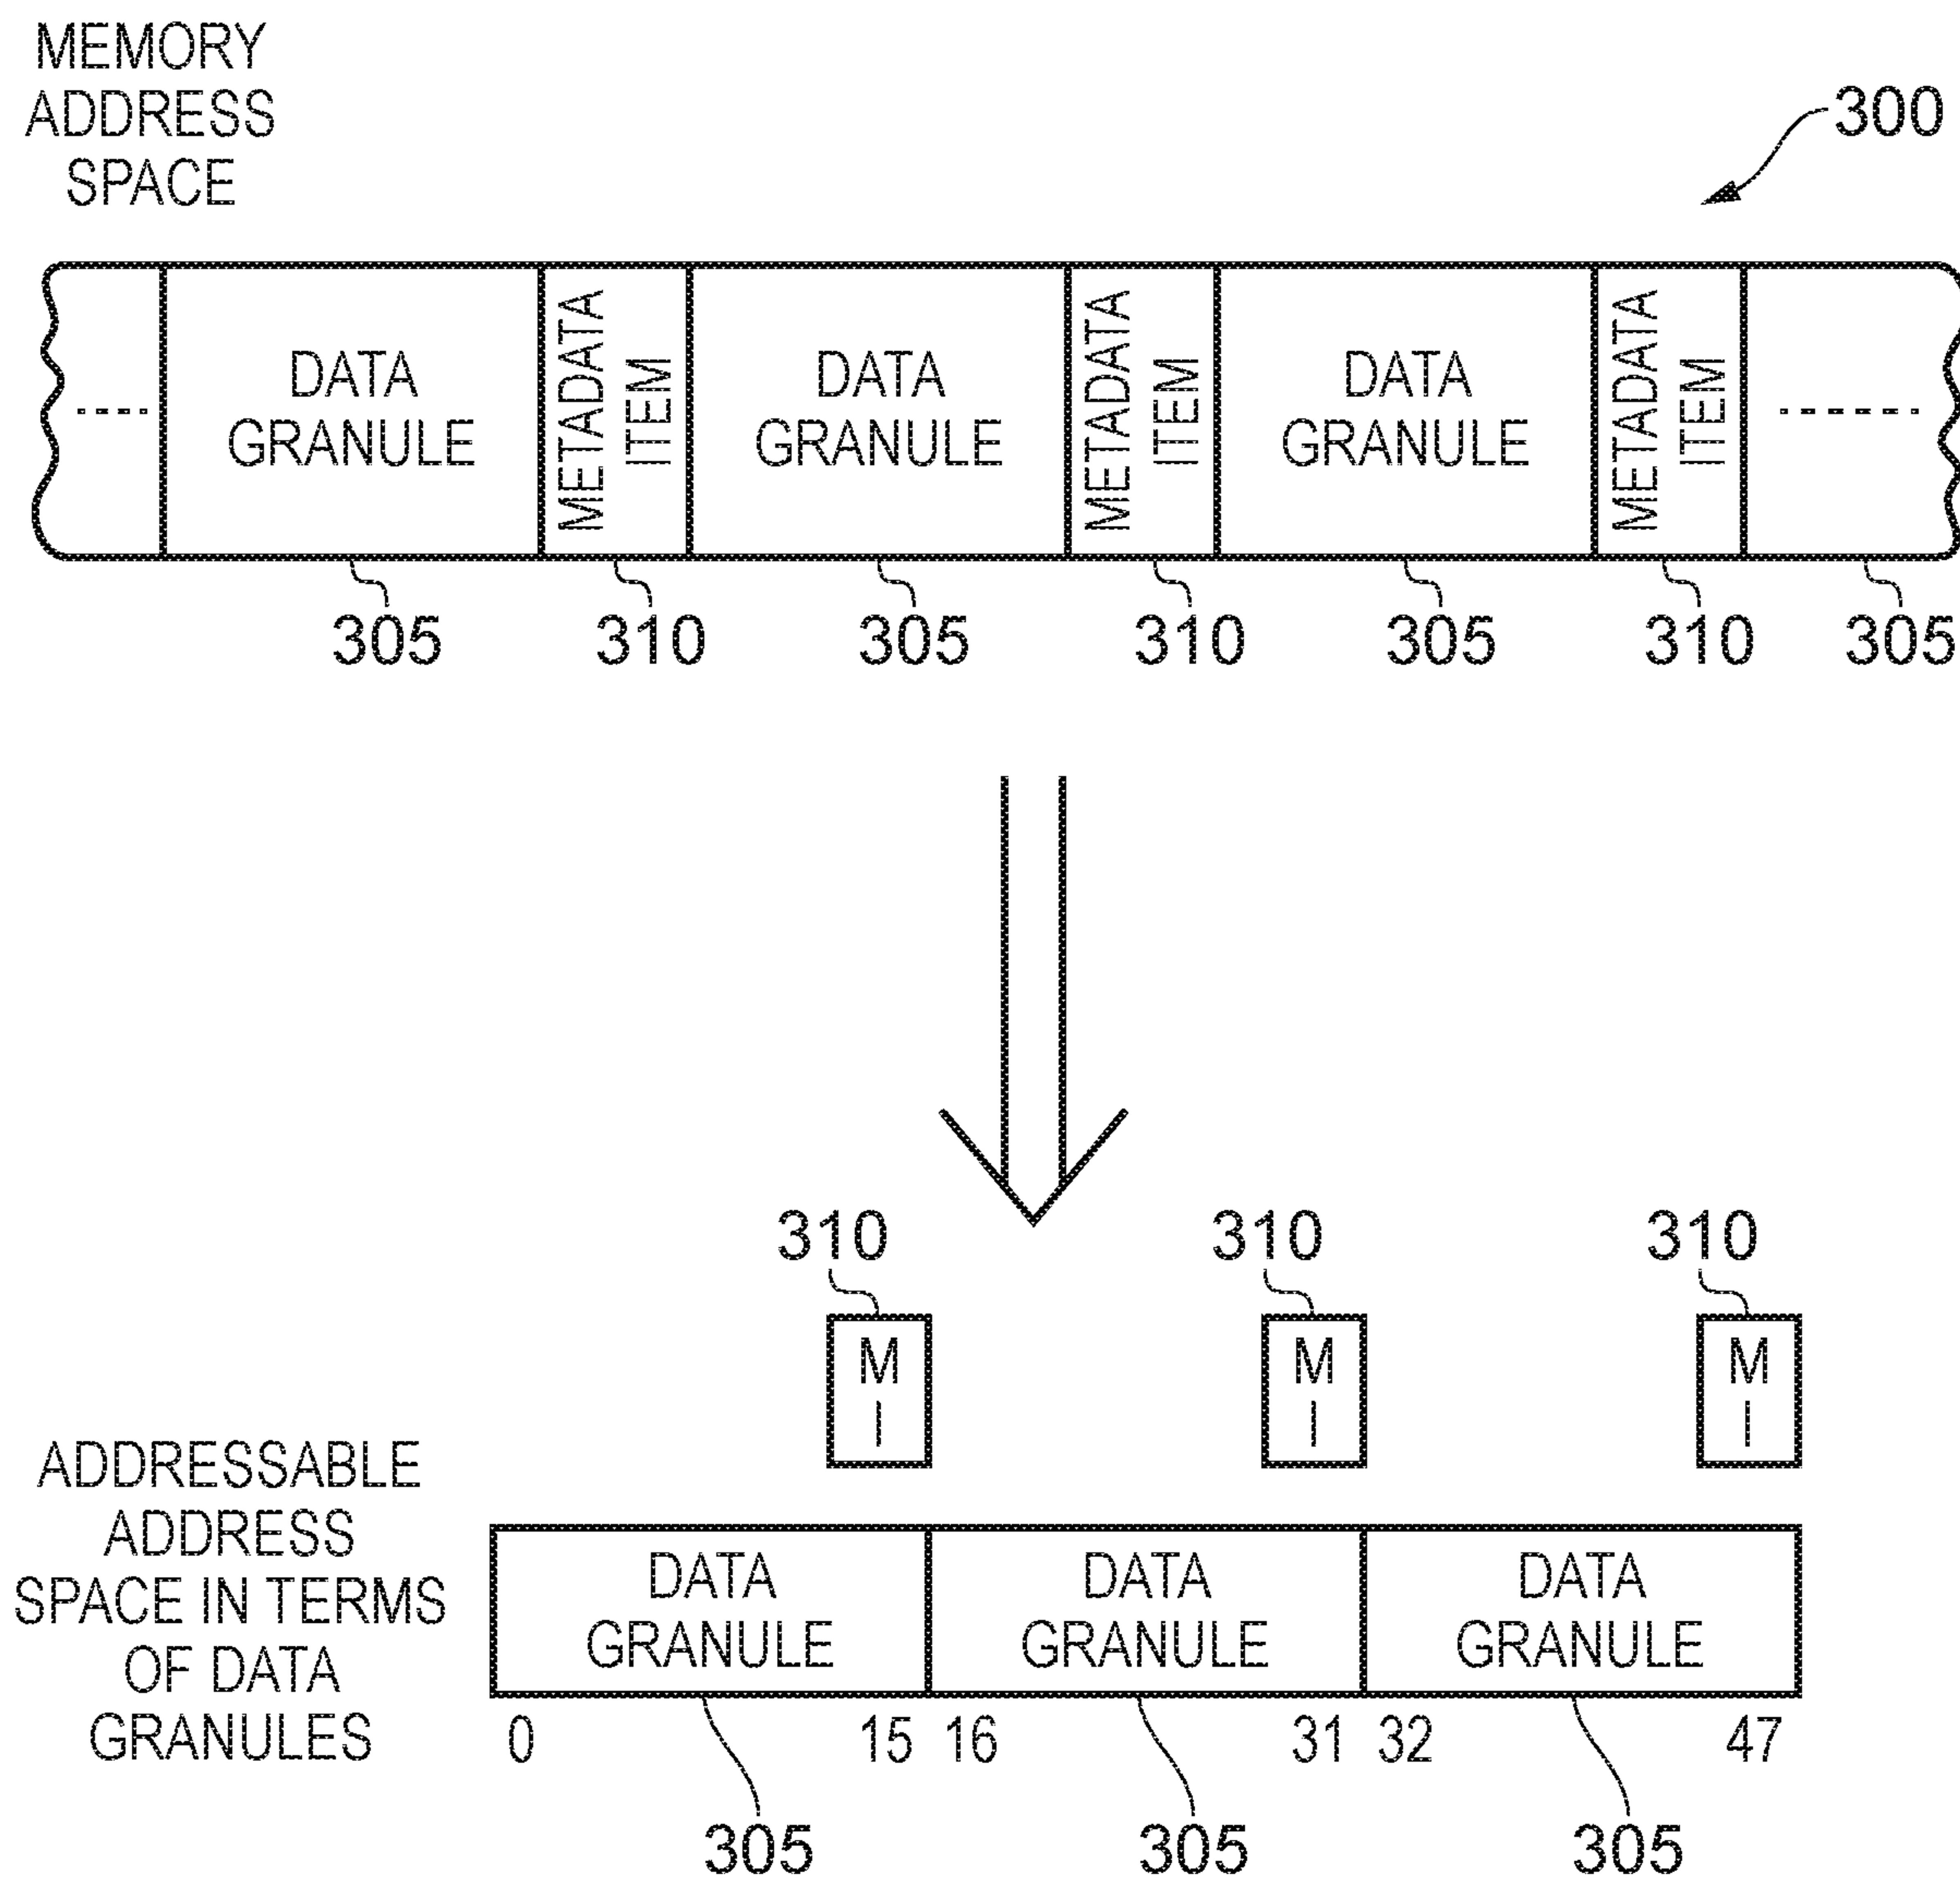 MEMORY
ADDRESS
SPACE
300
DATA
GRANULE
METADATA
ITEM
DATA
GRANULE
METADATA
ITEM
DATA
GRANULE
METADATA
ITEM
305 310 305 310 305 310 305
310 310 310
M
I
M
I
M
I
ADDRESSABLE
ADDRESS
SPACE IN TERMS
OF DATA
GRANULES
DATA
GRANULE
DATA
GRANULE
DATA
GRANULE
0 15 16 31 32 47
305 305 305